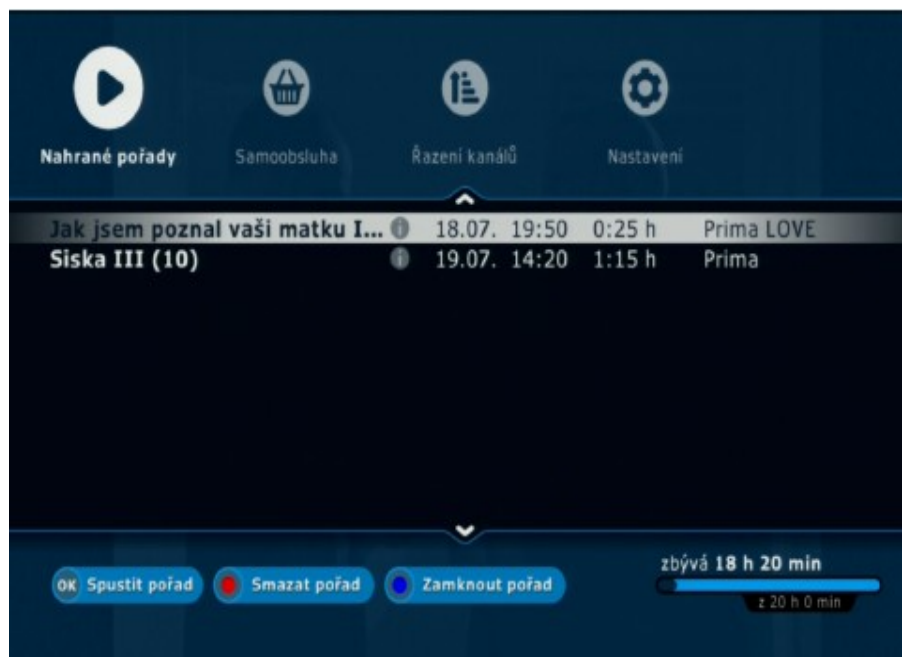 Nahrané pořady Samoobsluha Řazení kanálů Nastavení
Jak jsem poznal vaši matku I... 18.07. 19:50 0:25 h Prima LOVE
Siska III (10) 19.07. 14:20 1:15 h Prima
zbývá 18 h 20 min
OK Spustit pořad Smazat pořad Zamknout pořad
z 20 h 0 min